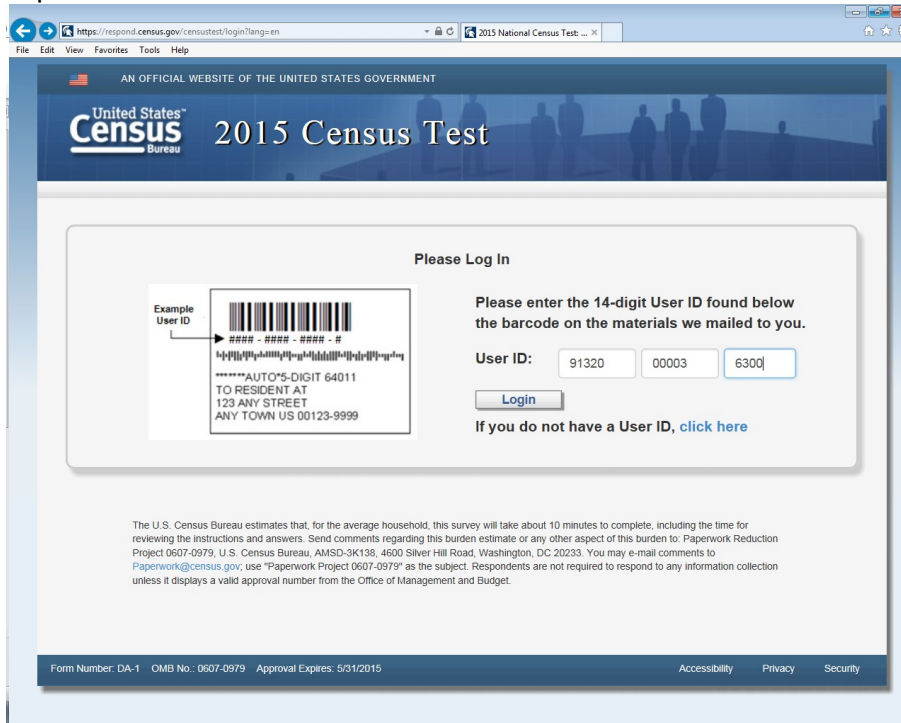 https://respond.census.gov/censustest/login?lang=en
2015 National Census Test: ...
File Edit View Favorites Tools Help
AN OFFICIAL WEBSITE OF THE UNITED STATES GOVERNMENT
United States™
Census
Bureau
2015 Census Test
Please Log In
Example
User ID
#### - #### - #### - #
*******AUTO*5-DIGIT 64011
TO RESIDENT AT
123 ANY STREET
ANY TOWN US 00123-9999
Please enter the 14-digit User ID found below
the barcode on the materials we mailed to you.
User ID: 91320 00003 6300
Login
If you do not have a User ID, click here
The U.S. Census Bureau estimates that, for the average household, this survey will take about 10 minutes to complete, including the time for
reviewing the instructions and answers. Send comments regarding this burden estimate or any other aspect of this burden to: Paperwork Reduction
Project 0607-0979, U.S. Census Bureau, AMSD-3K138, 4600 Silver Hill Road, Washington, DC 20233. You may e-mail comments to
Paperwork@census.gov; use "Paperwork Project 0607-0979" as the subject. Respondents are not required to respond to any information collection
unless it displays a valid approval number from the Office of Management and Budget.
Form Number: DA-1 OMB No.: 0607-0979 Approval Expires: 5/31/2015 Accessibility Privacy Security